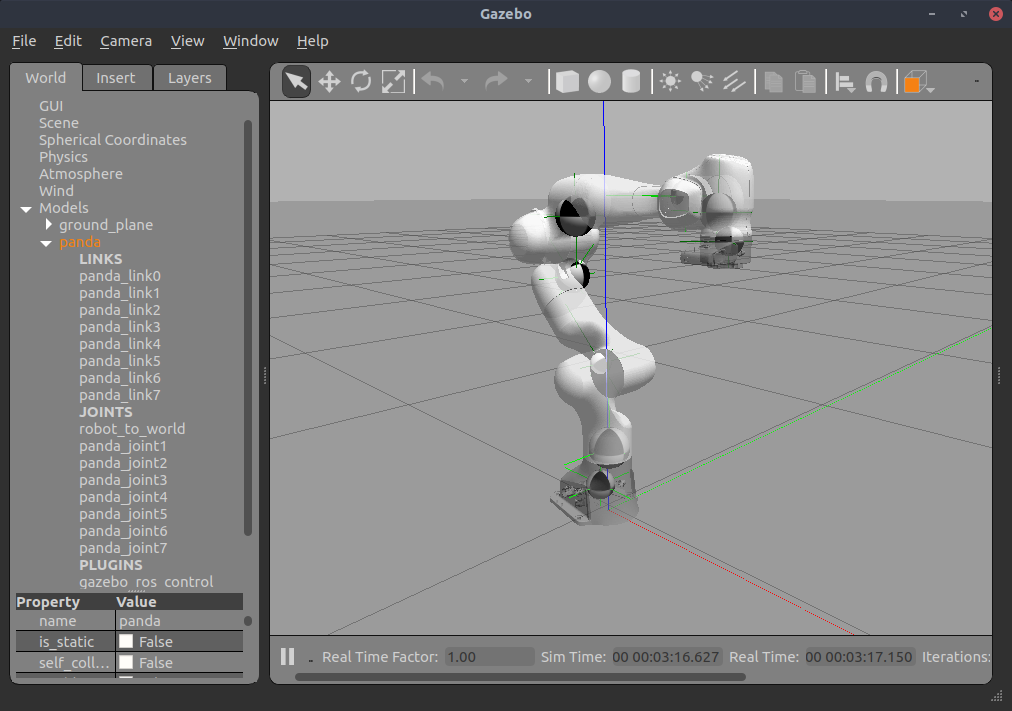 Gazebo
File Edit Camera View Window Help
World Insert Layers
GUI
Scene
Spherical Coordinates
Physics
Atmosphere
Wind
Models
ground_plane
panda
LINKS
panda_link0
panda_link1
panda_link2
panda_link3
panda_link4
panda_link5
panda_link6
panda_link7
JOINTS
robot_to_world
panda_joint1
panda_joint2
panda_joint3
panda_joint4
panda_joint5
panda_joint6
panda_joint7
PLUGINS
gazebo_ros_control
Property Value
name panda
is_static False
self_coll... False
Real Time Factor: 1.00 Sim Time: 00 00:03:16.627 Real Time: 00 00:03:17.150 Iterations: